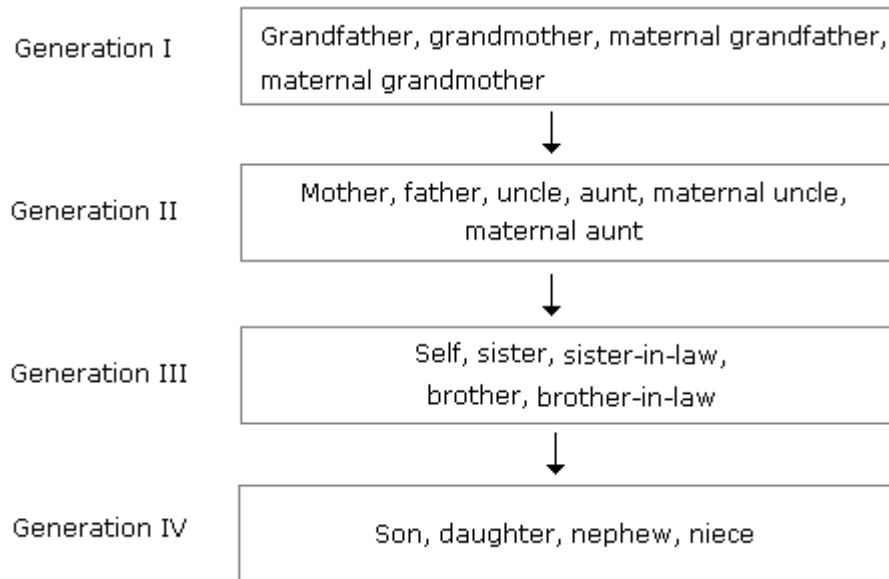 Generation I
Grandfather, grandmother, maternal grandfather,
maternal grandmother
Generation II
Mother, father, uncle, aunt, maternal uncle,
maternal aunt
Generation III
Self, sister, sister-in-law,
brother, brother-in-law
Generation IV
Son, daughter, nephew, niece